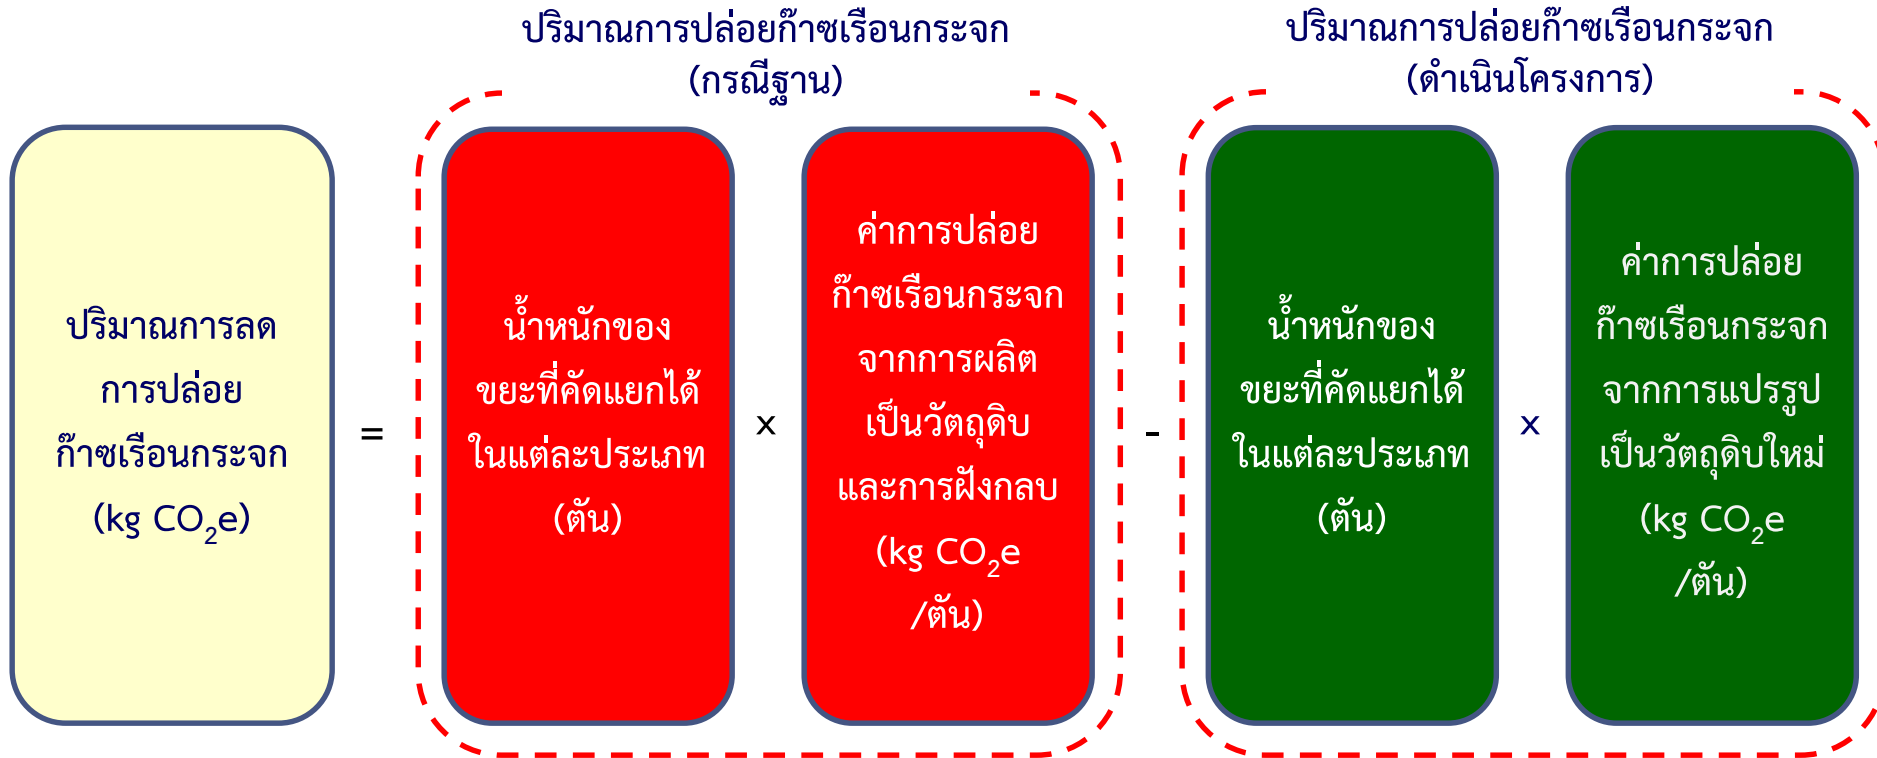 ปริมาณการปล่อยก๊าซเรือนกระจก
(กรณีฐาน)
ปริมาณการปล่อยก๊าซเรือนกระจก
(ดำเนินโครงการ)
ปริมาณการลด
การปล่อย
ก๊าซเรือนกระจก
(kg CO₂e)
=
น้ำหนักของ
ขยะที่คัดแยกได้
ในแต่ละประเภท
(ตัน)
x
ค่าการปล่อย
ก๊าซเรือนกระจก
จากการผลิต
เป็นวัตถุดิบ
และการฝังกลบ
(kg CO₂e
/ตัน)
-
น้ำหนักของ
ขยะที่คัดแยกได้
ในแต่ละประเภท
(ตัน)
x
ค่าการปล่อย
ก๊าซเรือนกระจก
จากการแปรรูป
เป็นวัตถุดิบใหม่
(kg CO₂e
/ตัน)